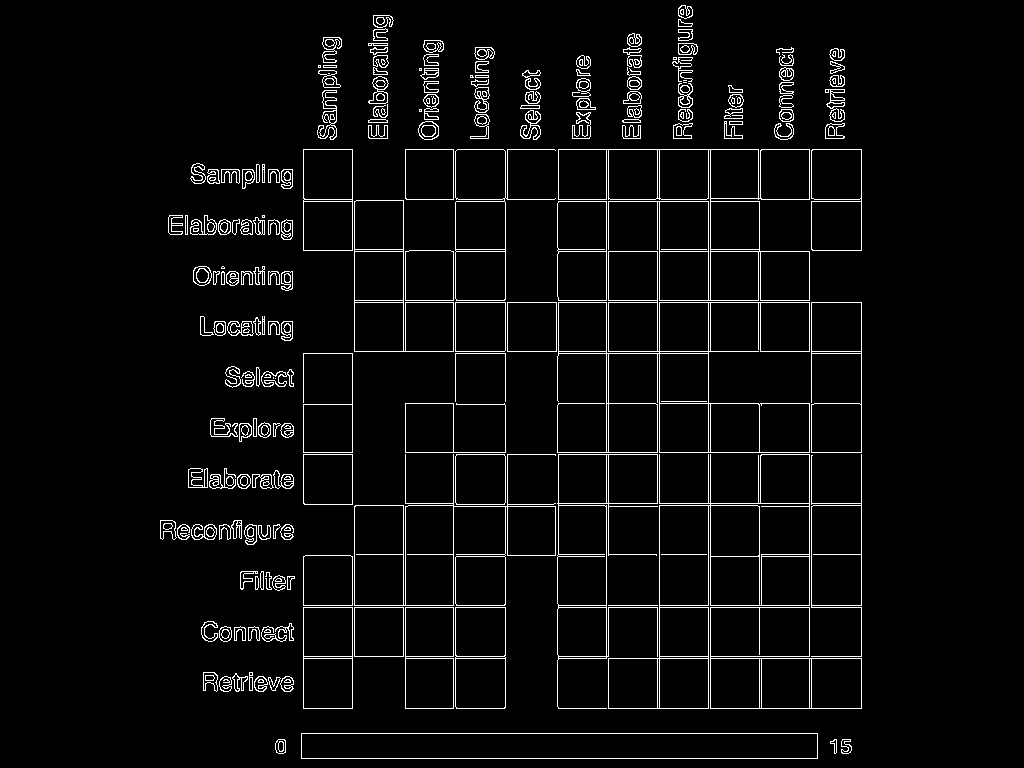 Sampling Elaborating Orienting Locating Select Explore Elaborate Reconfigure Filter Connect Retrieve
Sampling
Elaborating
Orienting
Locating
Select
Explore
Elaborate
Reconfigure
Filter
Connect
Retrieve
0 15